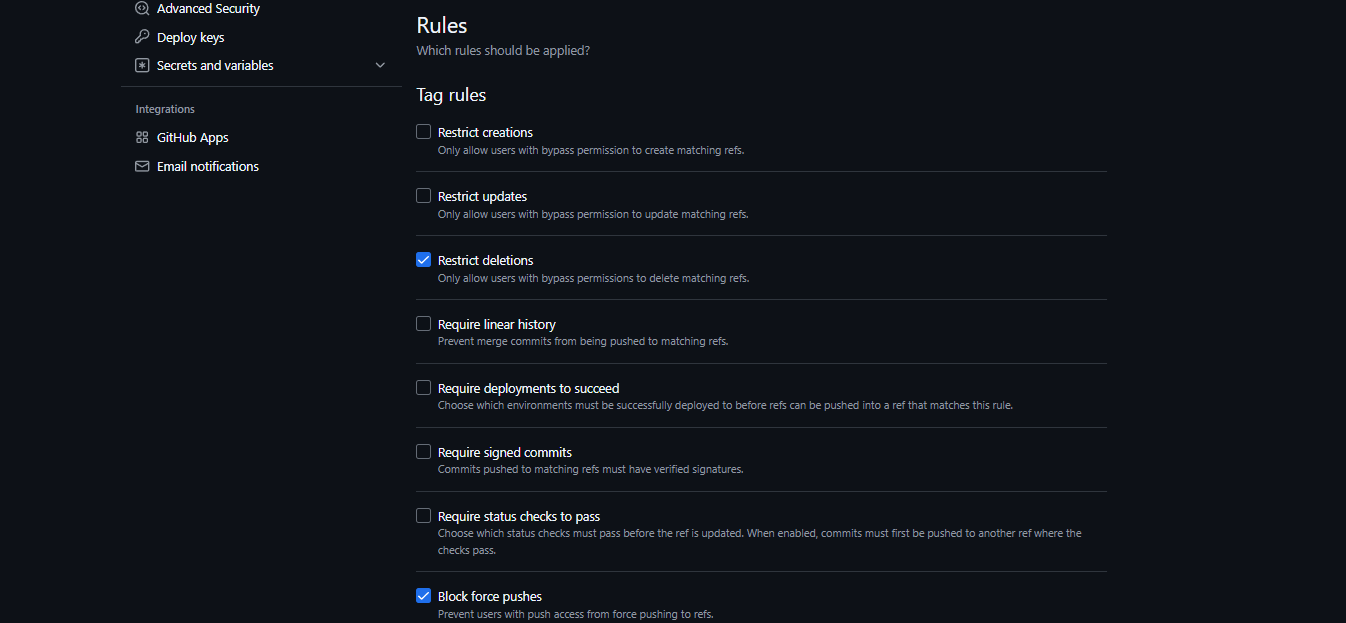 Advanced Security
Deploy keys
Secrets and variables
Integrations
GitHub Apps
Email notifications
Rules
Which rules should be applied?
Tag rules
Restrict creations
Only allow users with bypass permission to create matching refs.
Restrict updates
Only allow users with bypass permission to update matching refs.
Restrict deletions
Only allow users with bypass permissions to delete matching refs.
Require linear history
Prevent merge commits from being pushed to matching refs.
Require deployments to succeed
Choose which environments must be successfully deployed to before refs can be pushed into a ref that matches this rule.
Require signed commits
Commits pushed to matching refs must have verified signatures.
Require status checks to pass
Choose which status checks must pass before the ref is updated. When enabled, commits must first be pushed to another ref where the
checks pass.
Block force pushes
Prevent users with push access from force pushing to refs.